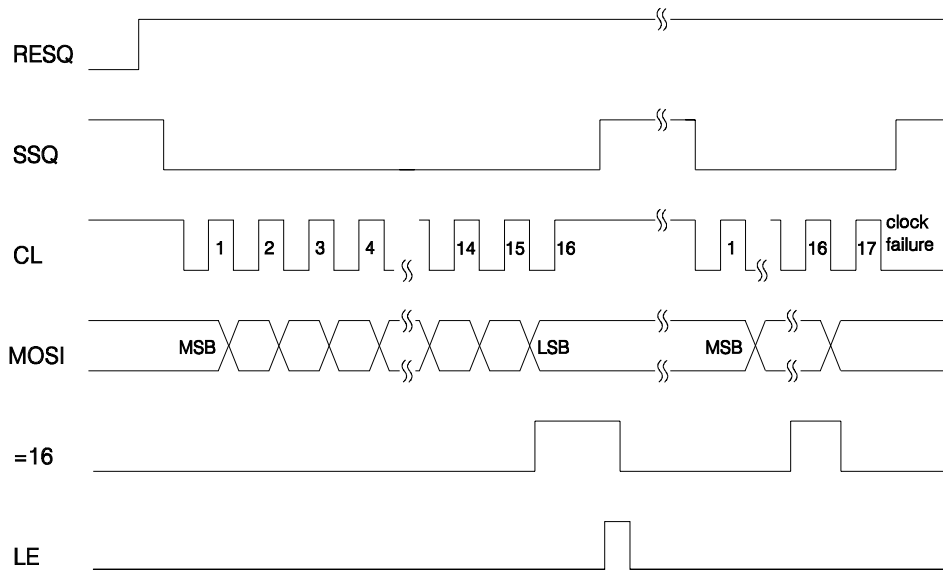 RESQ
SSQ
CL 1 2 3 4 14 15 16 1 16 17 clock failure
MOSI MSB LSB MSB
=16
LE